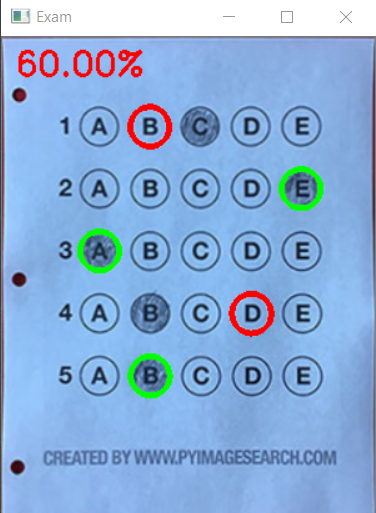 Exam
60.00%
1 A B C D E
2 A B C D E
3 A B C D E
4 A B C D E
5 A B C D E
CREATED BY WWW.PYIMAGESEARCH.COM